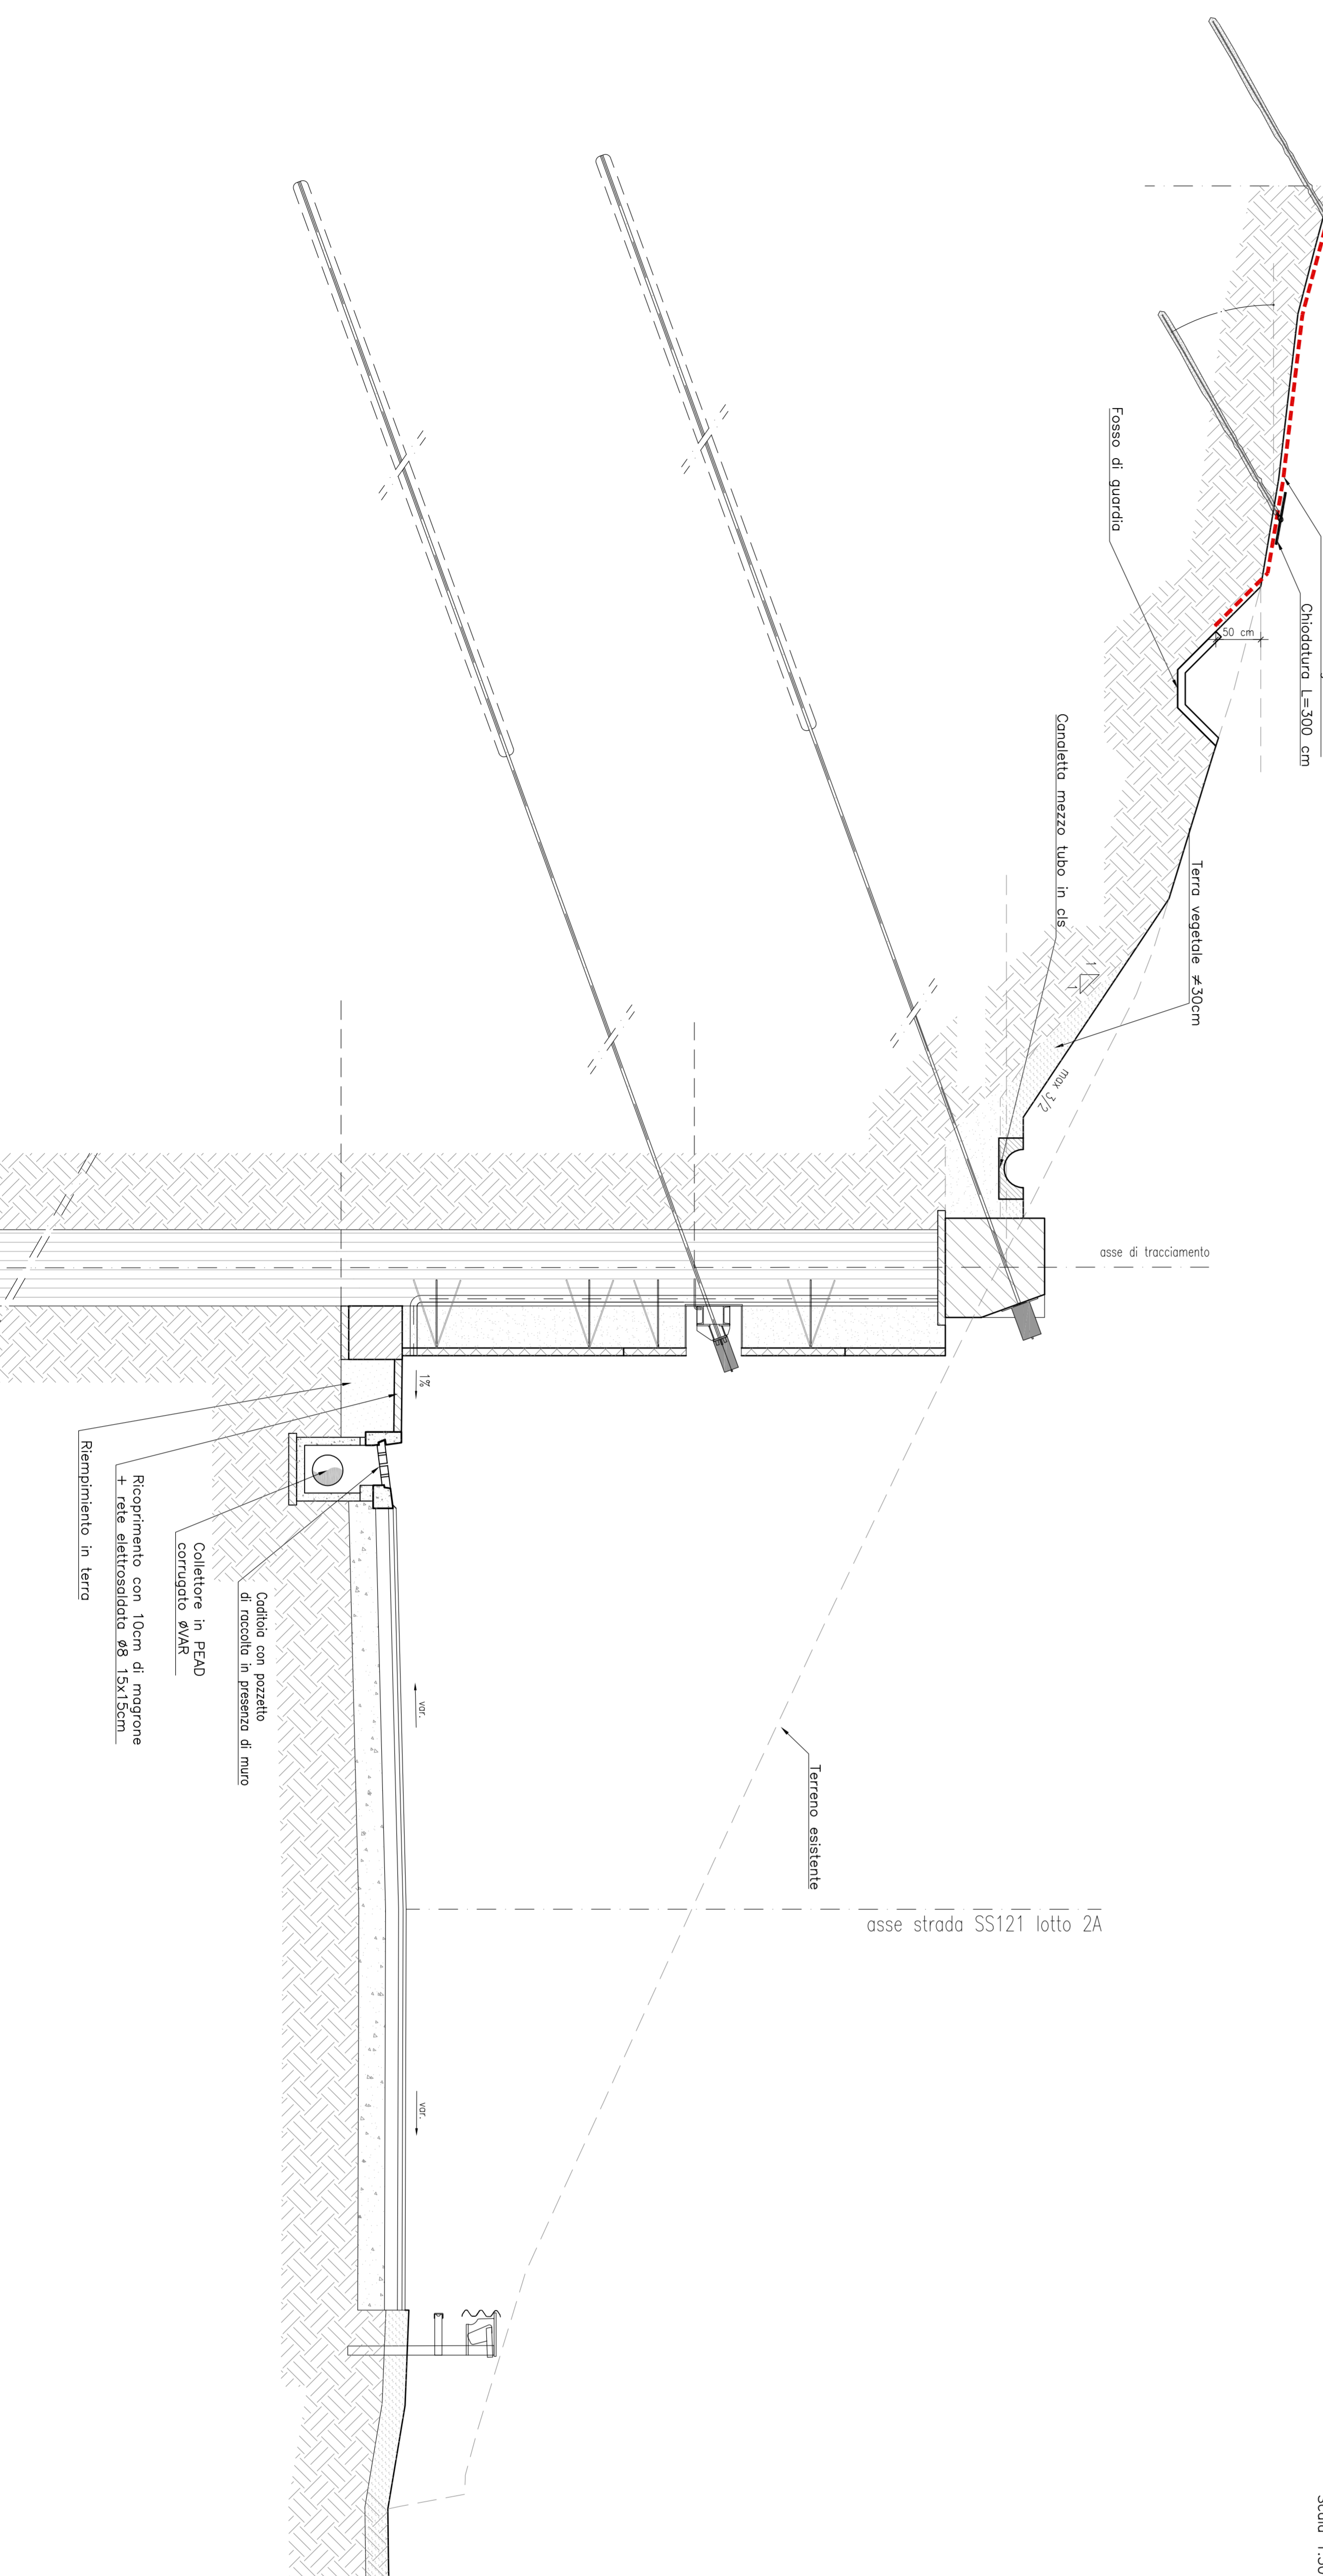 Chiodatura L=300 cm
50 cm
Fosso di guardia
Terra vegetale ≠30cm
Canaletta mezzo tubo in cls
1
1
max 3/2
asse di tracciamento
1%
Riempimento in terra
Ricoprimento con 10cm di magrone
+ rete elettrosaldata ø8 15x15cm
Collettore in PEAD
corrugato øVAR
Caditoia con pozzetto
di raccolta in presenza di muro
var.
Terreno esistente
asse strada SS121 lotto 2A
var.